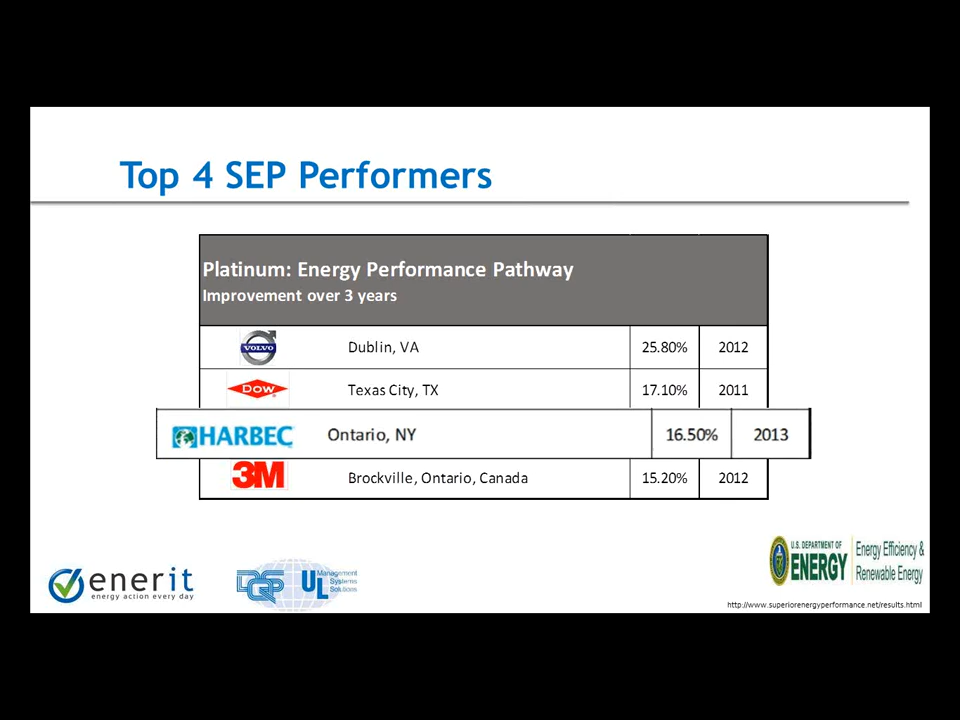 Top 4 SEP Performers
Platinum: Energy Performance Pathway
Improvement over 3 years
VOLVO Dublin, VA 25.80% 2012
DOW Texas City, TX 17.10% 2011
HARBEC Ontario, NY 16.50% 2013
3M Brockville, Ontario, Canada 15.20% 2012
enerit
energy action every day
DQS UL Management Systems Solutions
U.S. DEPARTMENT OF
ENERGY
Energy Efficiency &
Renewable Energy
http://www.superiorenergyperformance.net/results.html